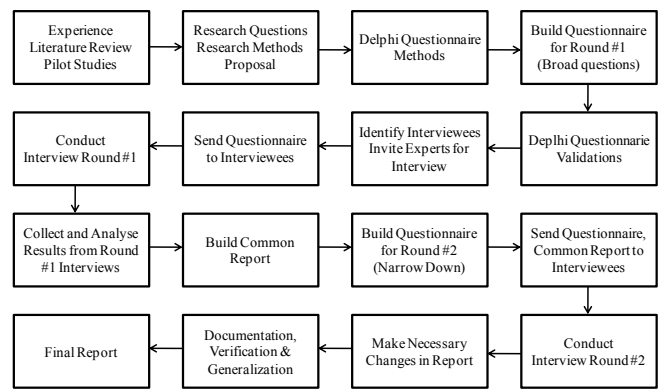 Experience
Literature Review
Pilot Studies
Research Questions
Research Methods
Proposal
Delphi Questionnaire
Methods
Build Questionnaire
for Round #1
(Broad questions)
Conduct
Interview Round #1
Send Questionnaire
to Interviewees
Identify Interviewees
Invite Experts for
Interview
Deplhi Questionnarie
Validations
Collect and Analyse
Results from Round
#1 Interviews
Build Common
Report
Build Questionnaire
for Round #2
(Narrow Down)
Send Questionnaire,
Common Report to
Interviewees
Final Report
Documentation,
Verification &
Generalization
Make Necessary
Changes in Report
Conduct
Interview Round #2